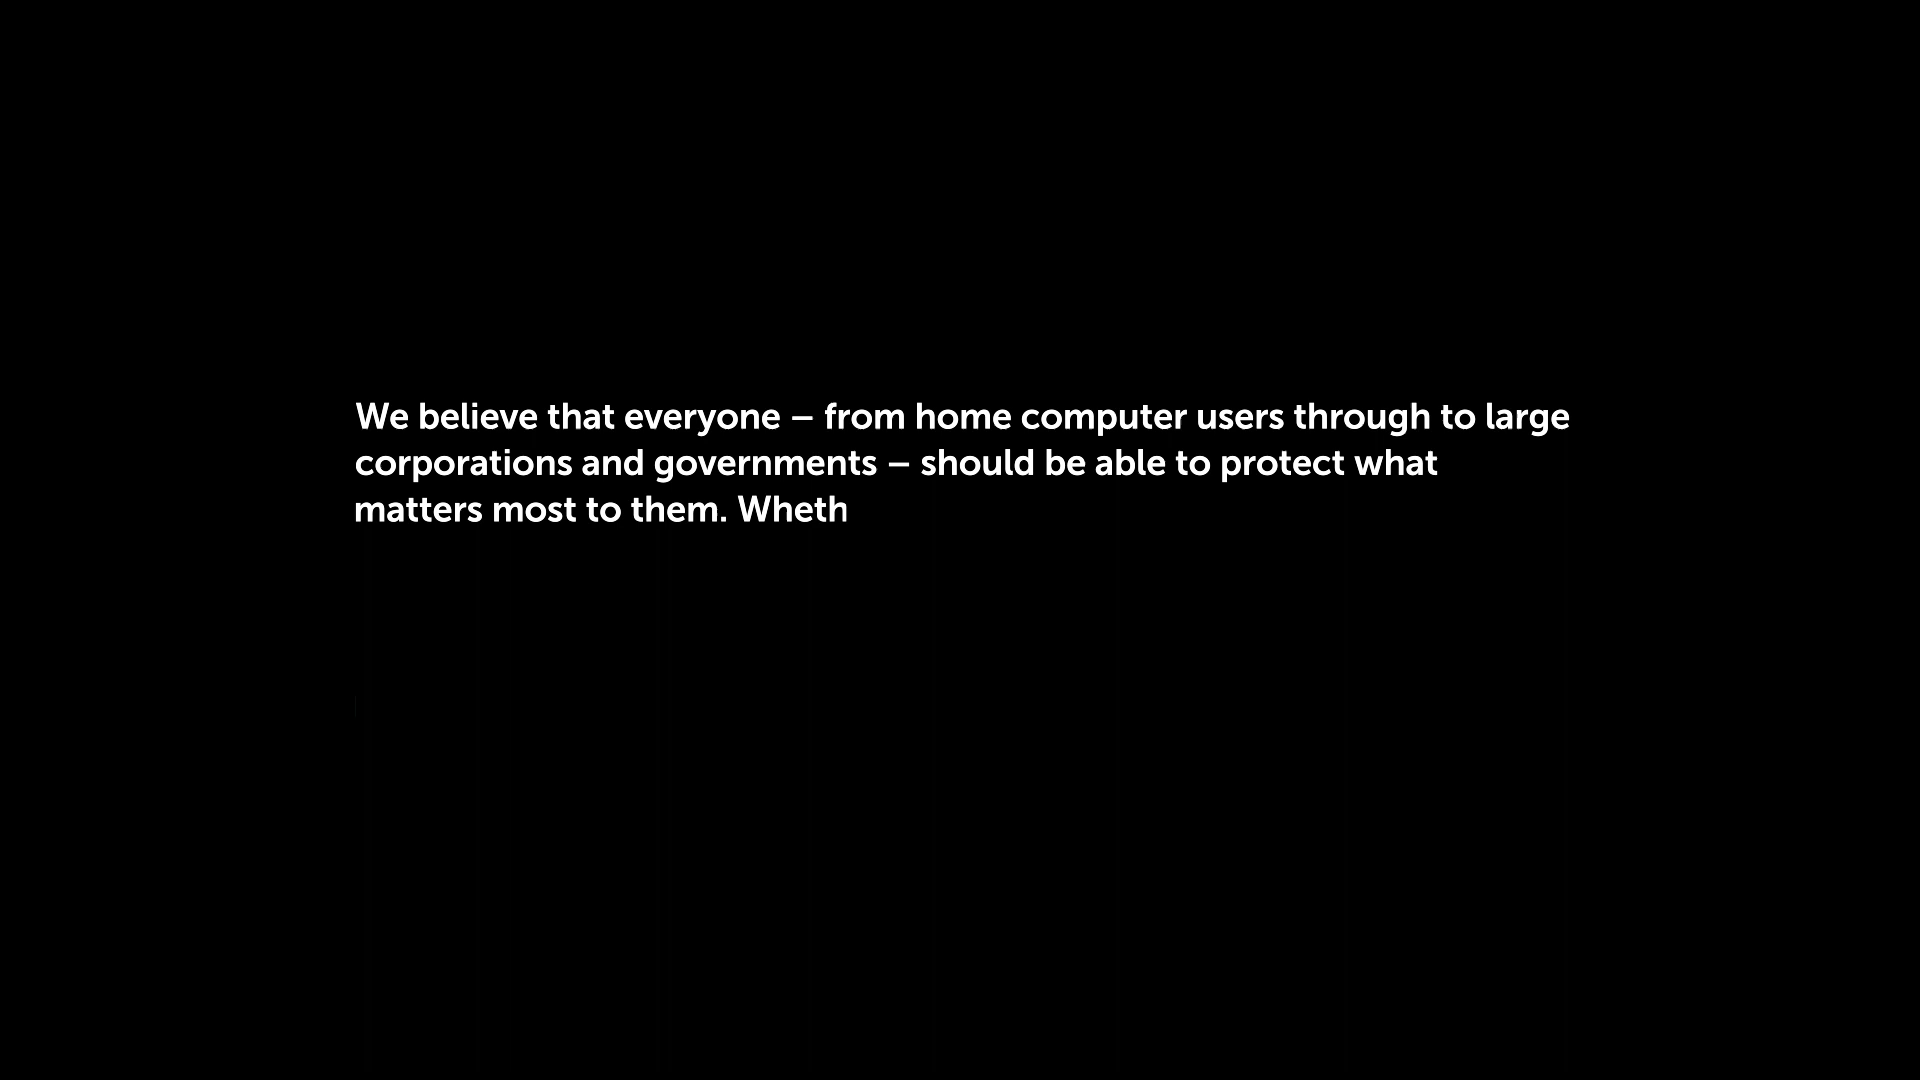 We believe that everyone – from home computer users through to large
corporations and governments – should be able to protect what
matters most to them. Wheth